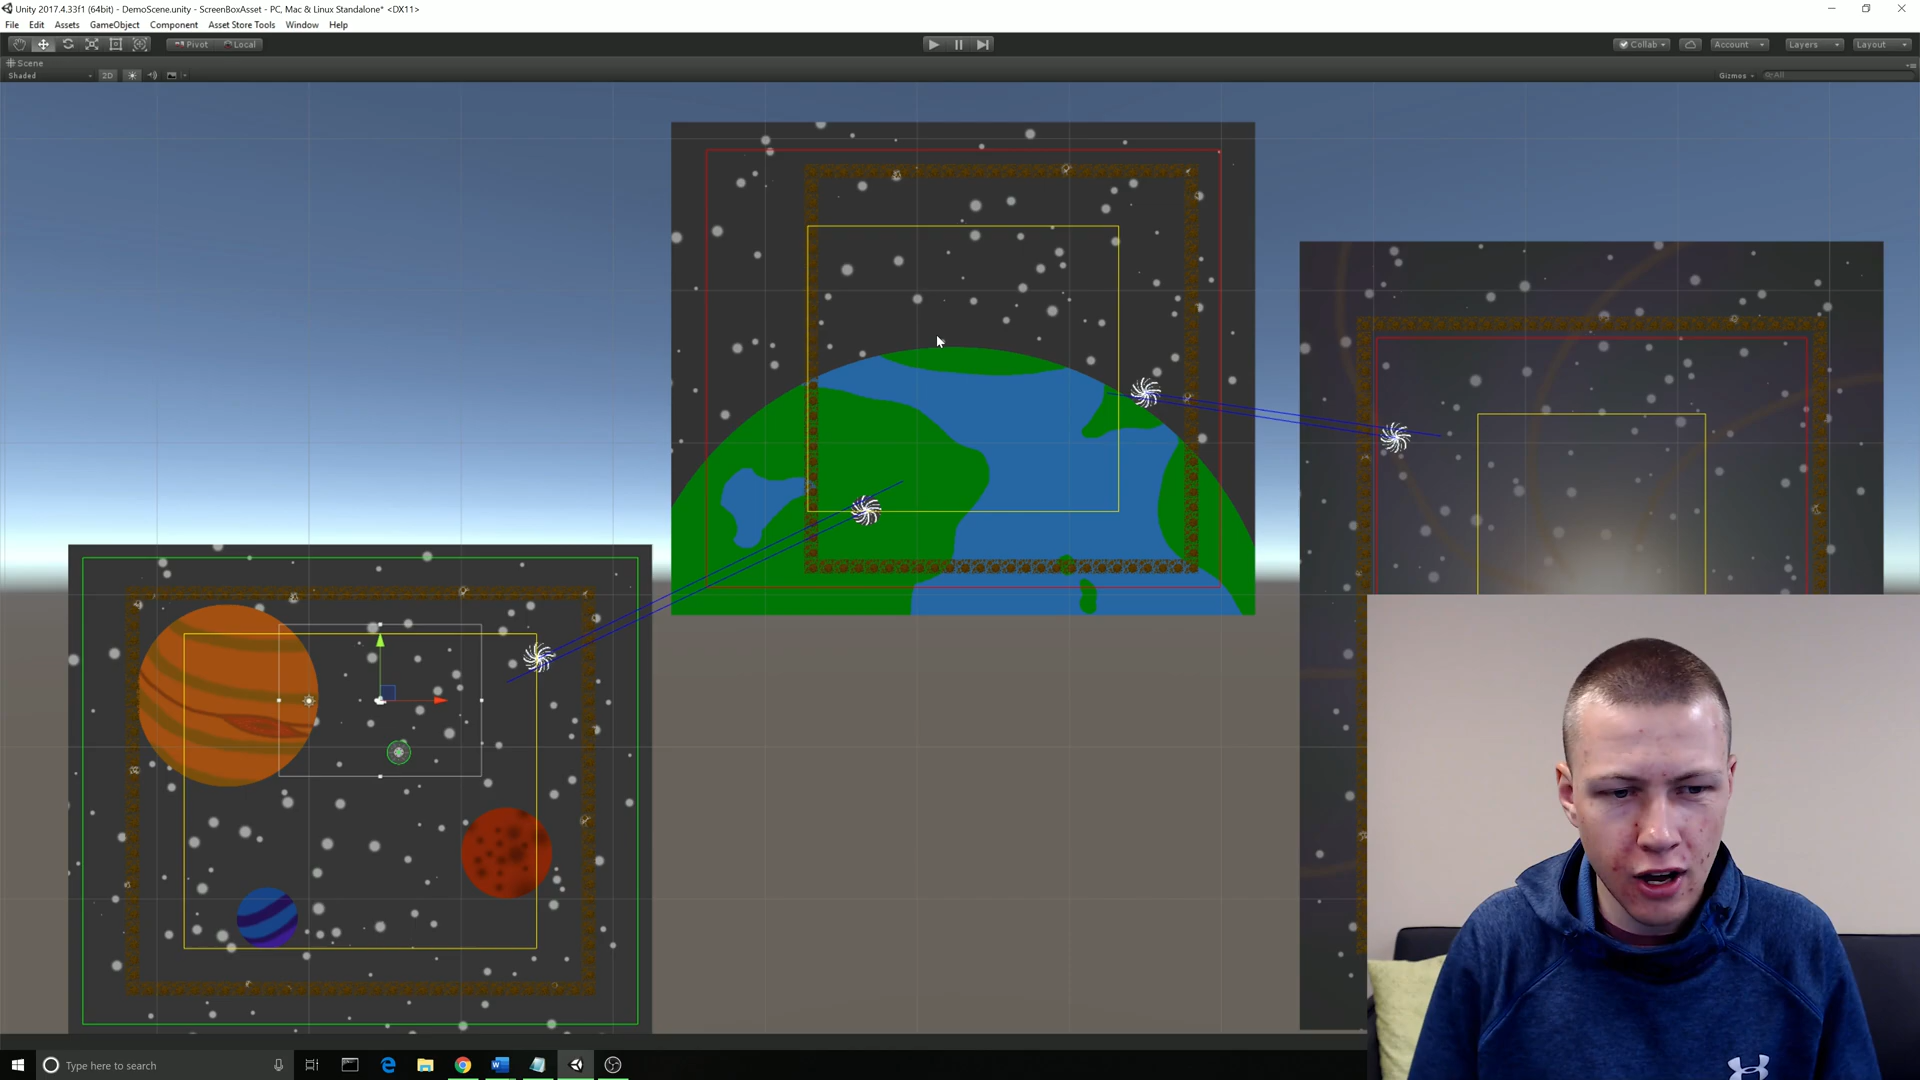 Unity 2017.4.33f1 (64bit) - DemoScene.unity - ScreenBoxAsset - PC, Mac & Linux Standalone* <DX11>
File Edit Assets GameObject Component Asset Store Tools Window Help
Pivot Local Collab Account Layers Layout
Scene
Shaded 2D Gizmos All
Type here to search